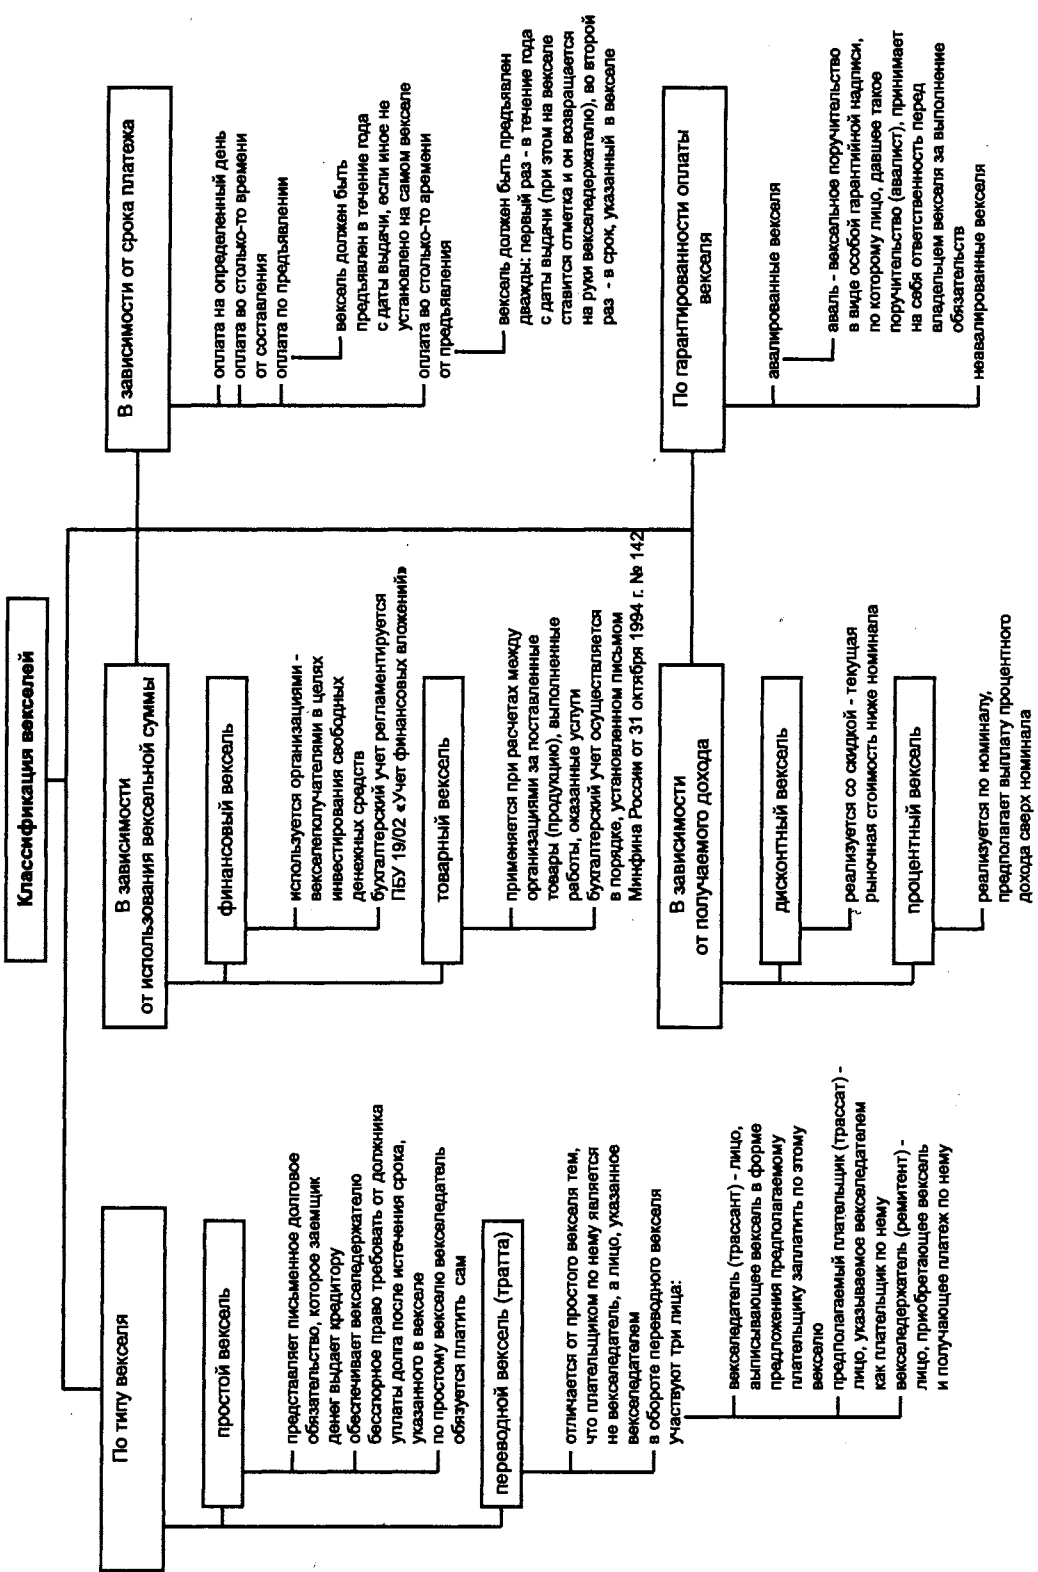 Классификация векселей
По типу векселя
простой вексель
представляет письменное долговое
обязательство, которое заемщик
денег выдает кредитору
обеспечивает векселедержателю
бесспорное право требовать от должника
уплаты долга после истечения срока,
указанного в векселе
по простому векселю векселедатель
обязуется платить сам
переводной вексель (тратта)
отличается от простого векселя тем,
что плательщиком по нему является
не векселедатель, а лицо, указанное
векселедателем
в обороте переводного векселя
участвуют три лица:
векселедатель (трассант) - лицо,
выписывающее вексель в форме
предложения предполагаемому
плательщику заплатить по этому
векселю
предполагаемый плательщик (трассат) -
лицо, указываемое векселедателем
как плательщик по нему
векселедержатель (ремитент) -
лицо, приобретающее вексель
и получающее платеж по нему
В зависимости
от использования вексельной суммы
финансовый вексель
используется организациями -
векселеполучателями в целях
инвестирования свободных
денежных средств
бухгалтерский учет регламентируется
ПБУ 19/02 «Учет финансовых вложений»
товарный вексель
применяется при расчетах между
организациями за поставленные
товары (продукцию), выполненные
работы, оказанные услуги
бухгалтерский учет осуществляется
в порядке, установленном письмом
Минфина России от 31 октября 1994 г. № 142
В зависимости от срока платежа
оплата на определенный день
оплата во столько-то времени
от составления
оплата по предъявлении
вексель должен быть
предъявлен в течение года
с даты выдачи, если иное не
установлено на самом векселе
оплата во столько-то времени
от предъявления
вексель должен быть предъявлен
дважды: первый раз - в течение года
с даты выдачи (при этом на векселе
ставится отметка и он возвращается
на руки векселедержателю), во второй
раз - в срок, указанный в векселе
В зависимости
от получаемого дохода
дисконтный вексель
реализуется со скидкой - текущая
рыночная стоимость ниже номинала
процентный вексель
реализуется по номиналу,
предполагает выплату процентного
дохода сверх номинала
По гарантированности оплаты
векселя
авалированные векселя
аваль - вексельное поручительство
в виде особой гарантийной надписи,
по которому лицо, давшее такое
поручительство (авалист), принимает
на себя ответственность перед
владельцем векселя за выполнение
обязательств
неавалированные векселя